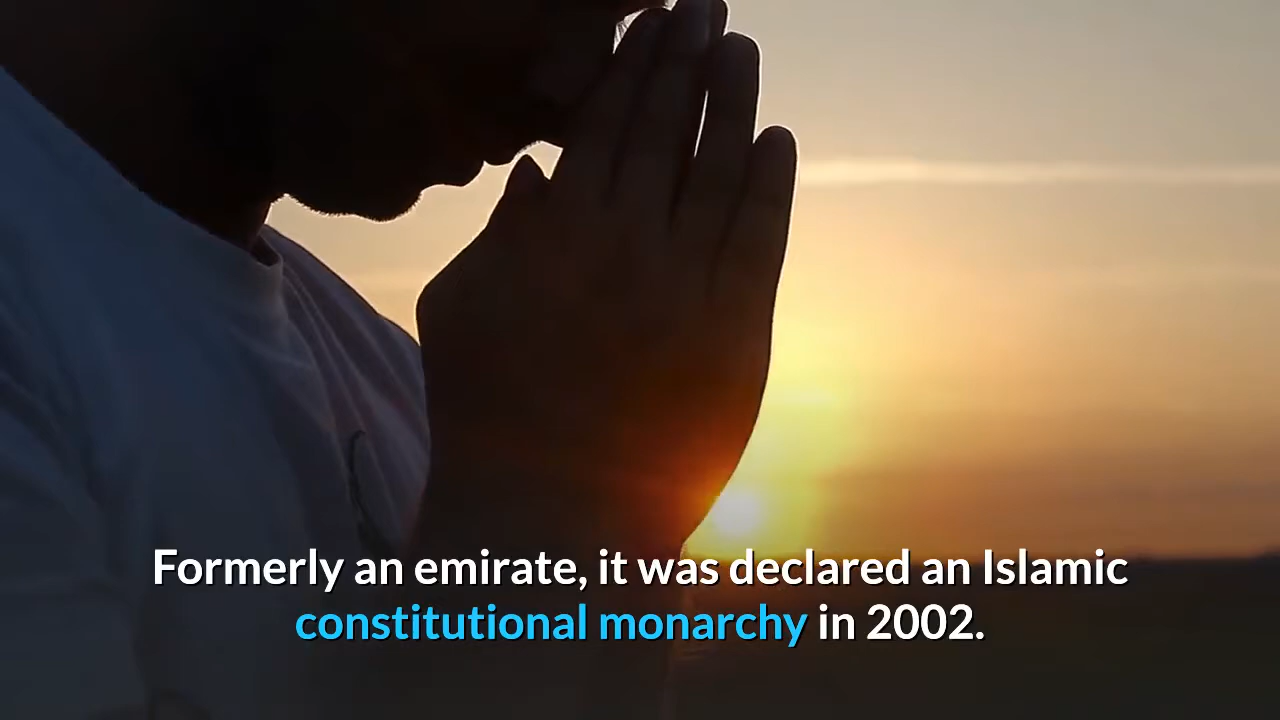 Formerly an emirate, it was declared an Islamic
constitutional monarchy in 2002.